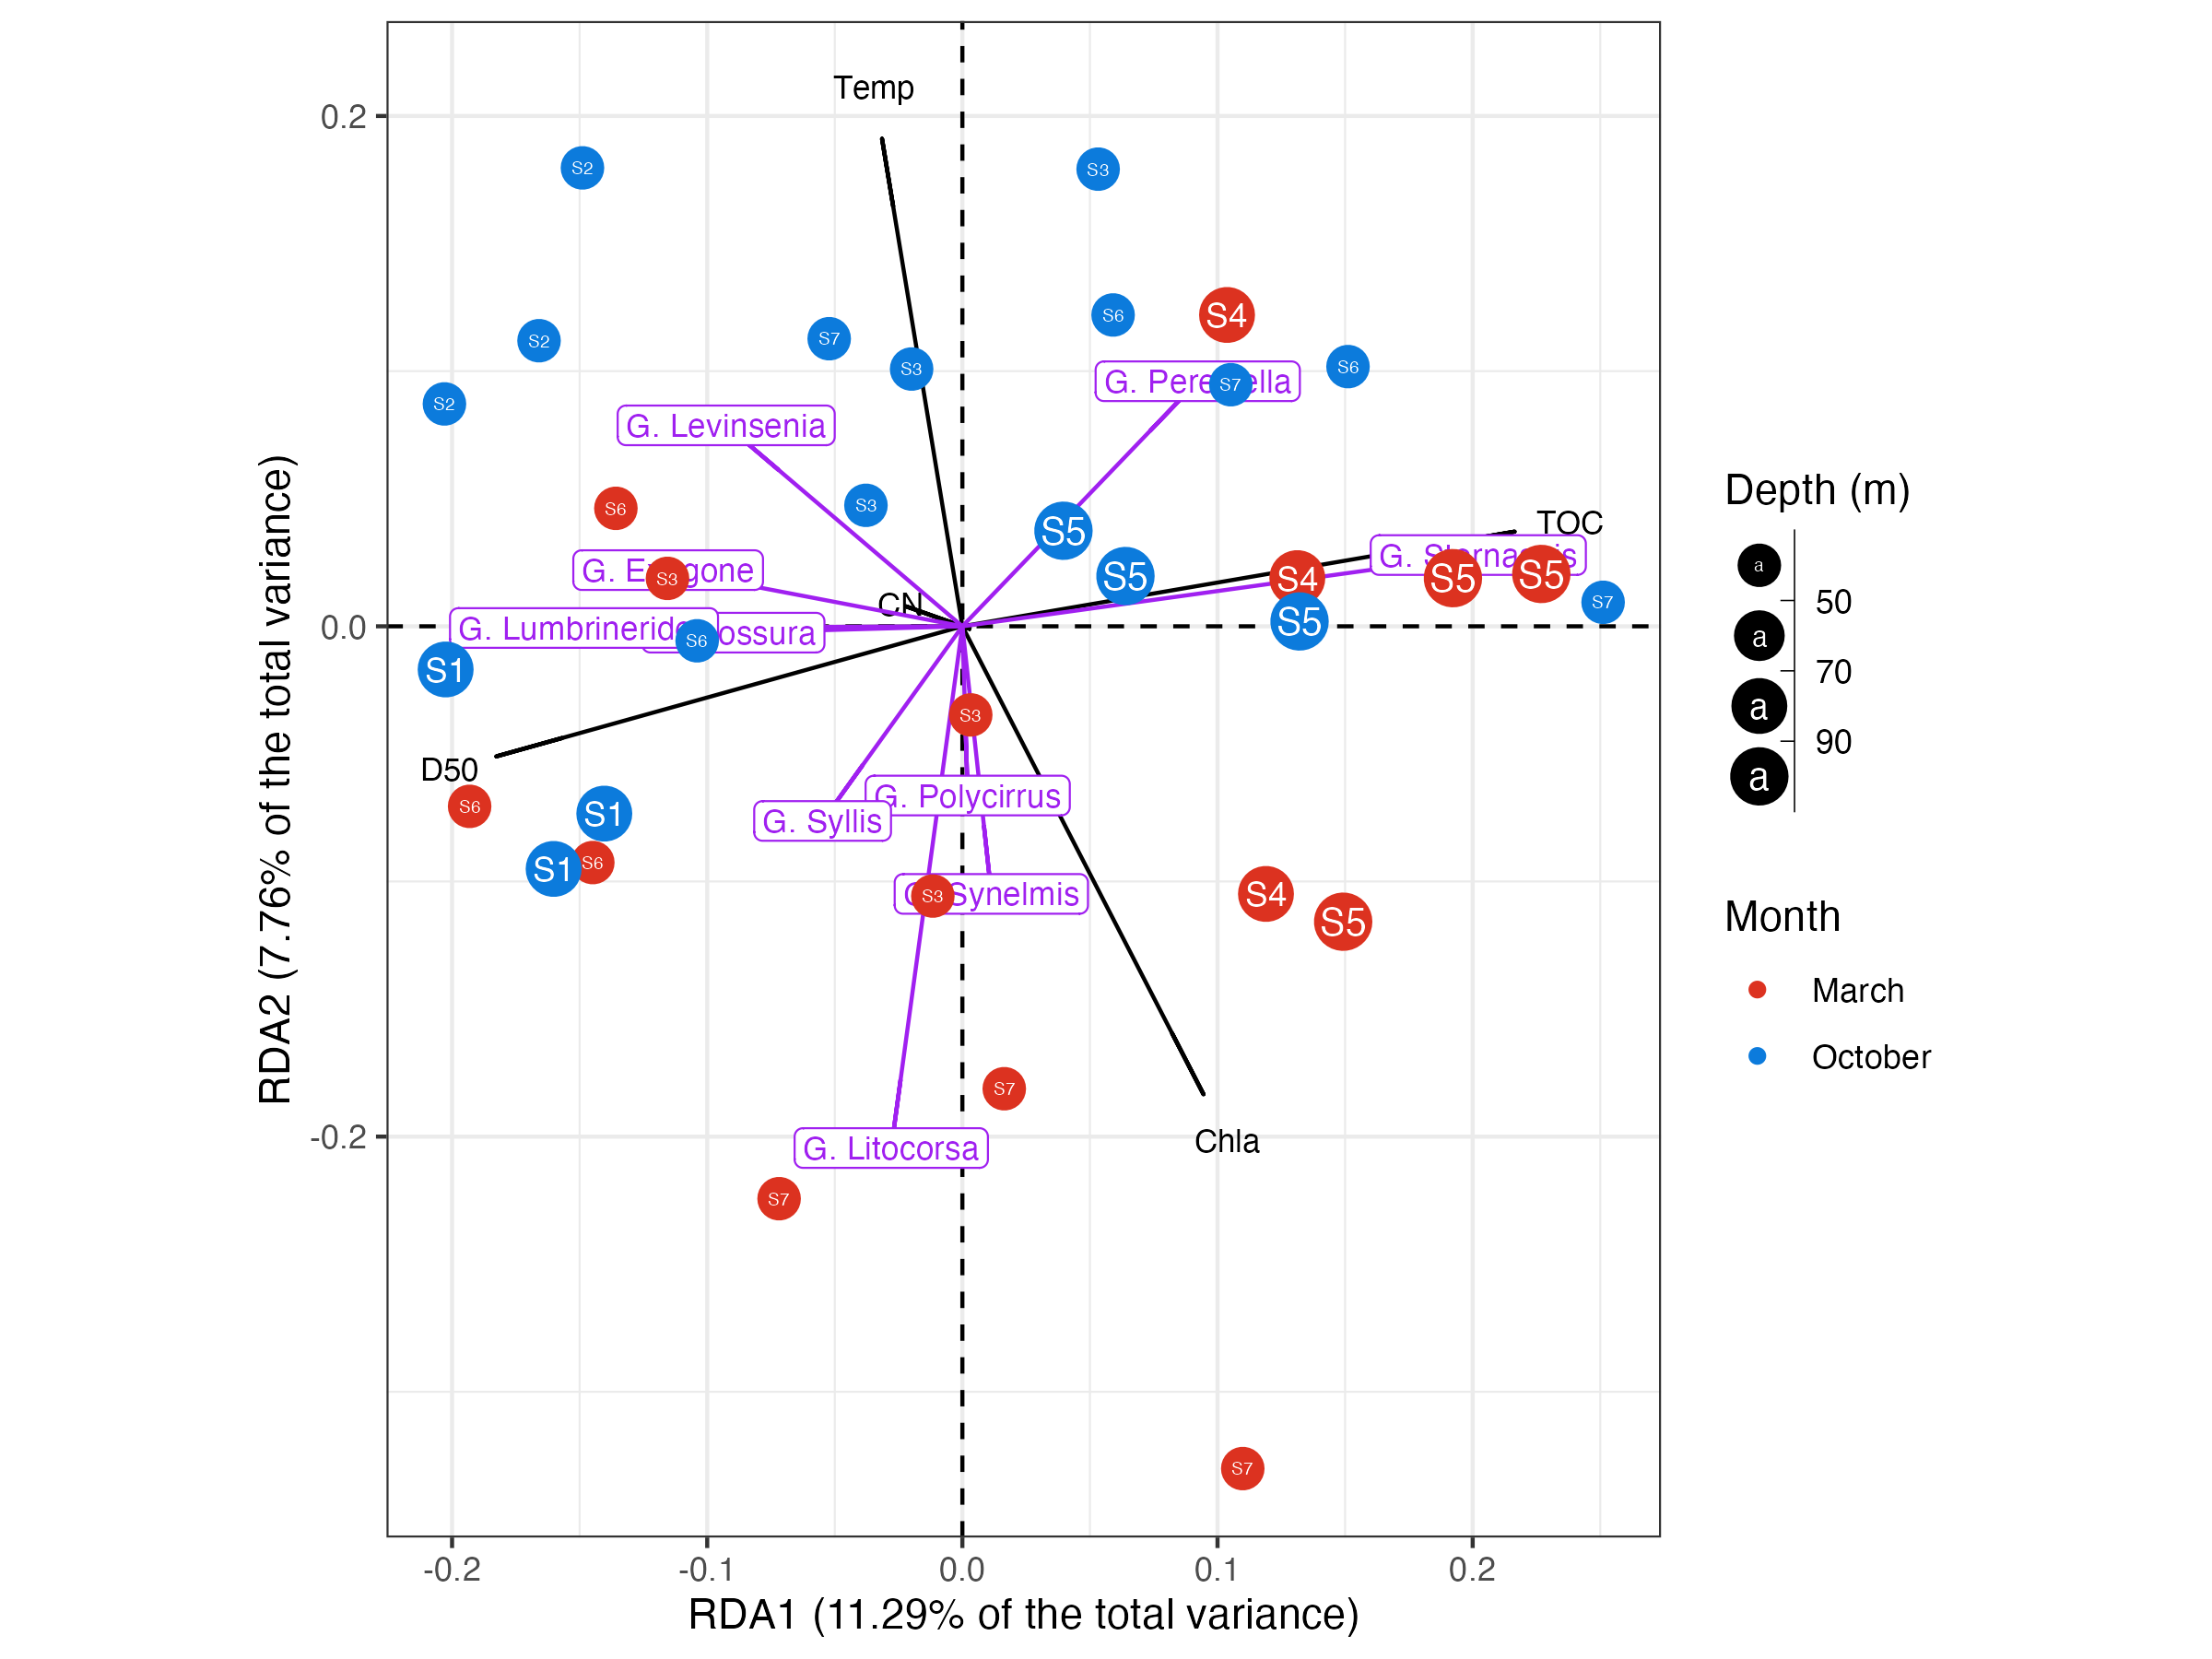 Temp
0.2
S2
S3
S6
S4
S2
S7
S3
S6
S7
S2
G. Levinsenia
S3
S6
TOC
S5
G. E
gone
S3
S5
S4
S5
S5
S7
CN
S5
0.0
G. Lumbrineride
S6
ossura
S1
S3
D50
S6
S1
G. Polycirrus
G. Syllis
S1
S6
S3
Synelmis
S4
S5
S7
Chla
-0.2
G. Litocorsa
S7
S7
-0.2
-0.1
0.0
0.1
0.2
RDA1 (11.29% of the total variance)
RDA2 (7.76% of the total variance)
Depth (m)
a
50
a
70
a
90
a
Month
March
October